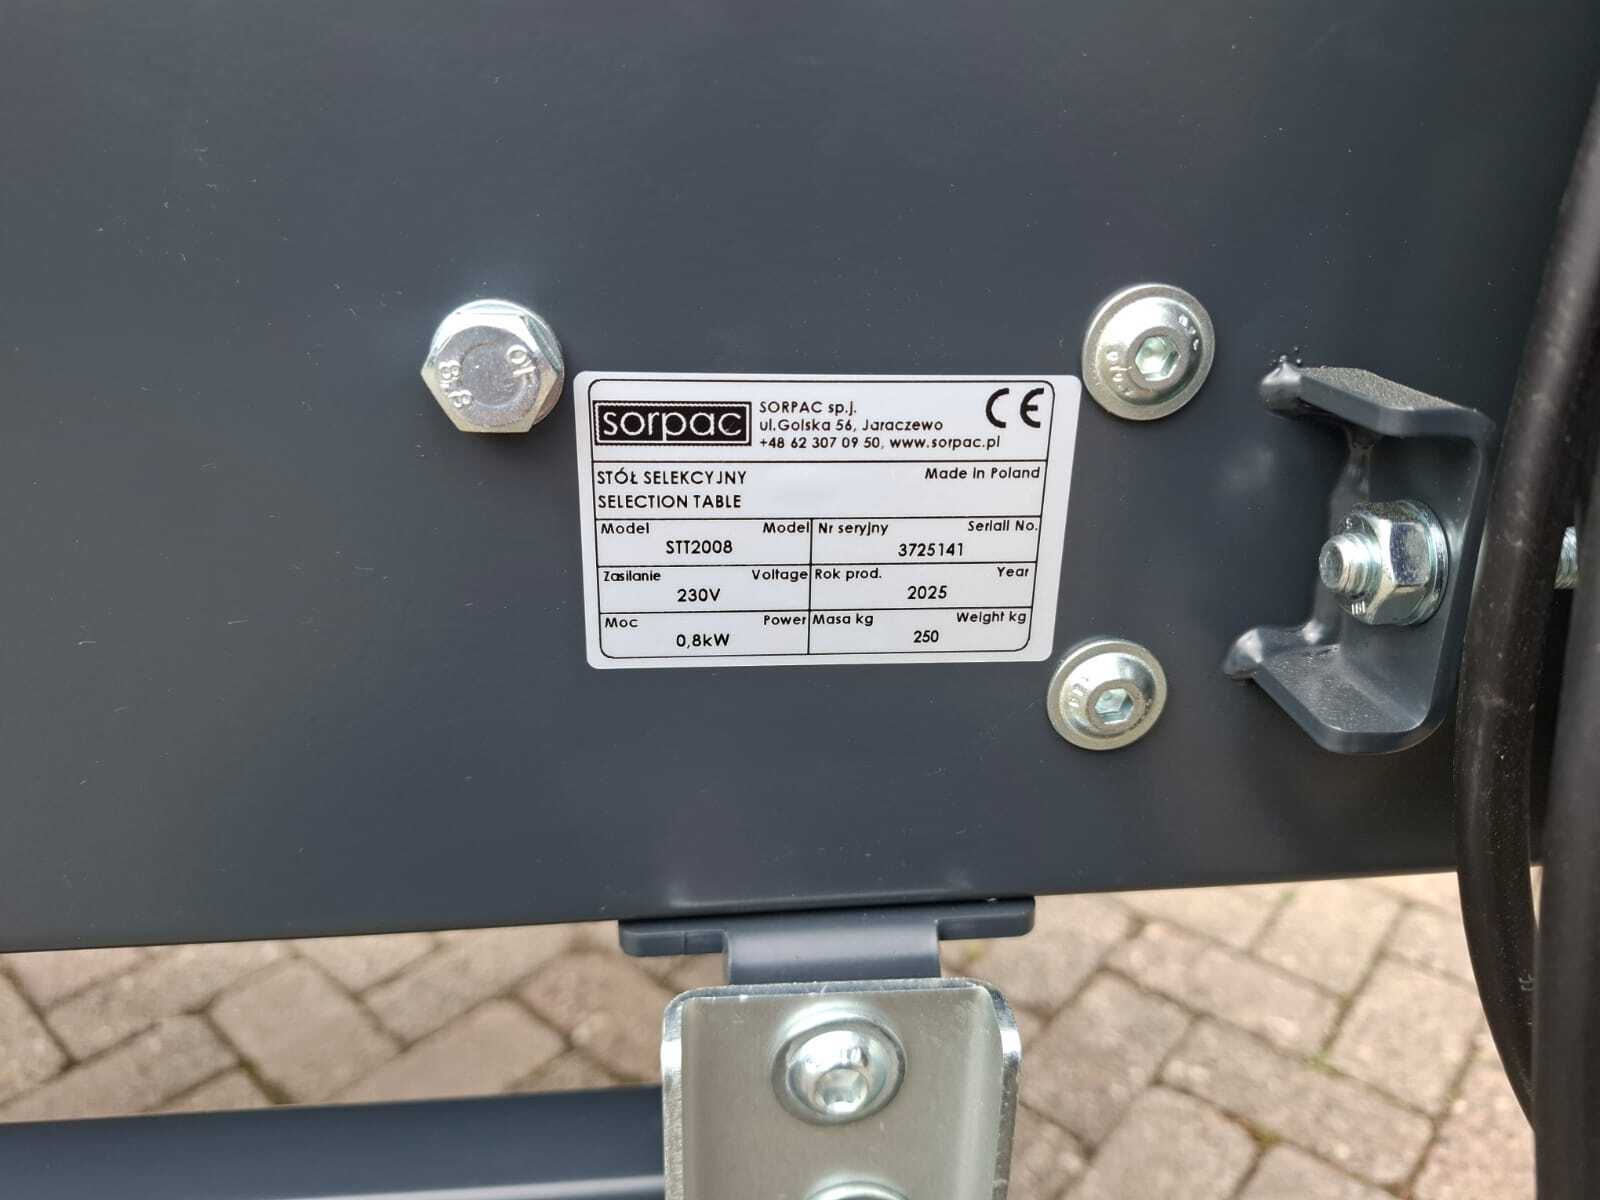 sorpac
SORPAC sp.j.
ul.Golska 56, Jaraczewo
+48 62 307 09 50, www.sorpac.pl
CE
STÓŁ SELEKCYJNY Made in Poland
SELECTION TABLE
Model Model Nr seryjny Seriall No.
STT2008 3725141
Zasilanie Voltage Rok prod. Year
230V 2025
Moc Power Masa kg Weight kg
0,8kW 250
8.8